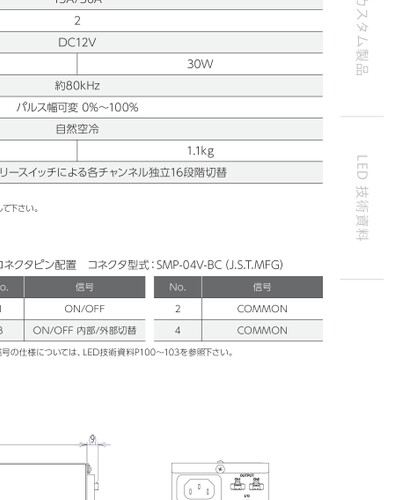 15A/30A
2
DC12V
30W
約80kHz
パルス幅可変 0%〜100%
自然空冷
1.1kg
リースイッチによる各チャンネル独立16段階切替
して下さい。
コネクタピン配置　コネクタ型式：SMP-04V-BC (J.S.T.MFG)
o. 信号 No. 信号
1 ON/OFF 2 COMMON
3 ON/OFF 内部/外部切替 4 COMMON
信号の仕様については、LED技術資料P100〜103を参照下さい。
9
OUTPUT
I/O
カスタム製品
LED 技術資料